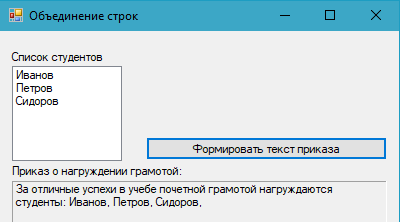 Объединение строк
Список студентов
Иванов
Петров
Сидоров
Формировать текст приказа
Приказ о нагруждении грамотой:
За отличные успехи в учебе почетной грамотой нагруждаются
студенты: Иванов, Петров, Сидоров,